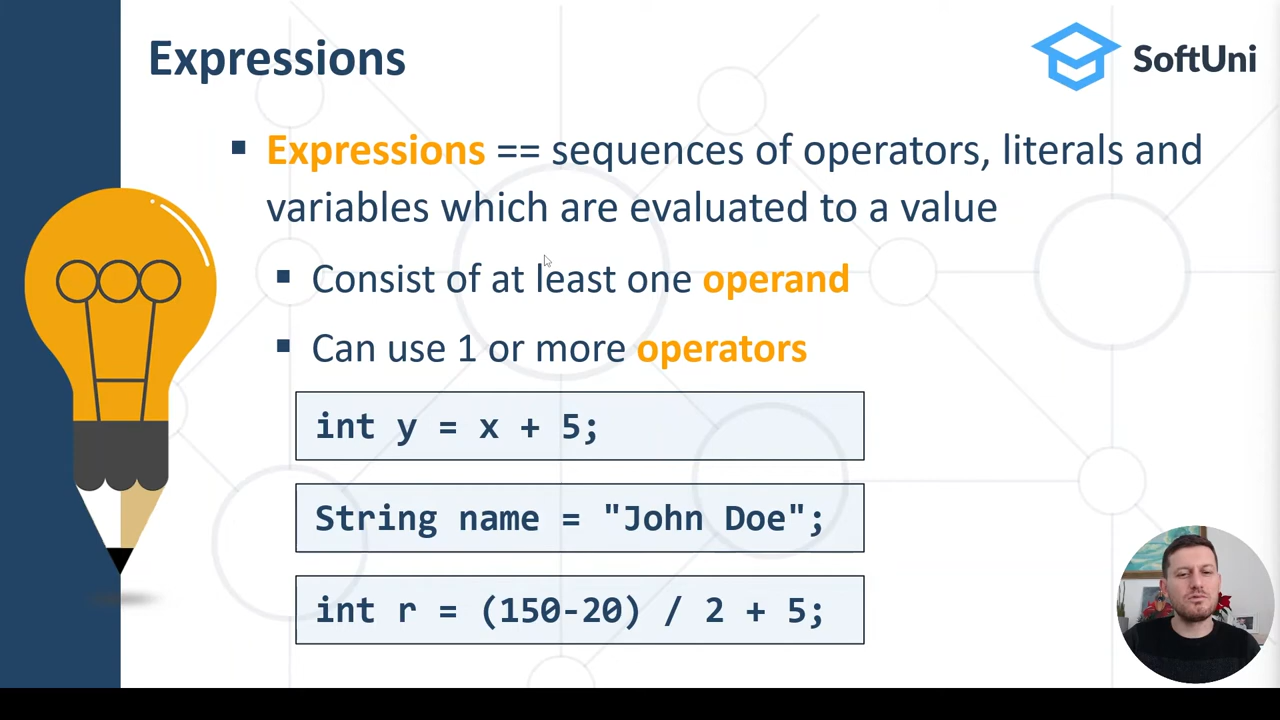 Expressions
SoftUni
▪ Expressions == sequences of operators, literals and
variables which are evaluated to a value
▪ Consist of at least one operand
▪ Can use 1 or more operators
int y = x + 5;
String name = "John Doe";
int r = (150-20) / 2 + 5;